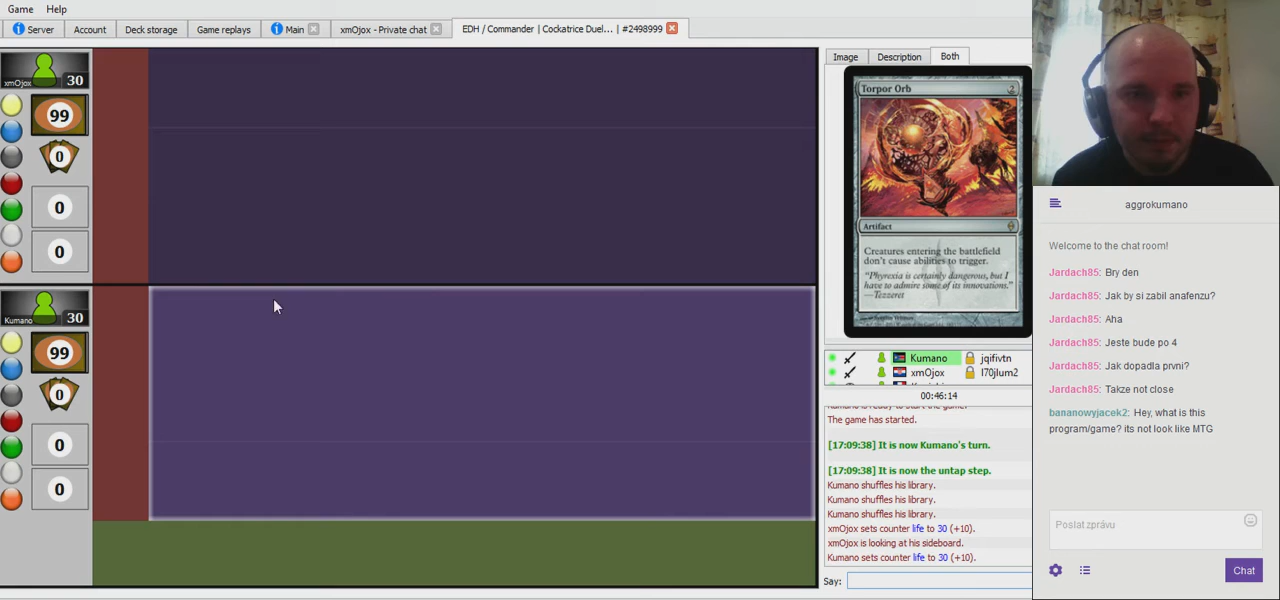 Game Help
Server Account Deck storage Game replays Main xmOjox - Private chat EDH / Commander | Cockatrice Duel... | #2498999
xmOjox 30
99
0
0
0
Kumano 30
99
0
0
0
Image Description Both
Torpor Orb 2
Artifact
Creatures entering the battlefield
don't cause abilities to trigger.
"Phyrexia is certainly dangerous, but I
have to admire some of its innovations."
—Tezzeret
Kumano jqifivtn
xmOjox l70jlum2
00:46:14
Kumano is ready to start the game.
The game has started.
[17:09:38] It is now Kumano's turn.
[17:09:38] It is now the untap step.
Kumano shuffles his library.
Kumano shuffles his library.
Kumano shuffles his library.
xmOjox sets counter life to 30 (+10).
xmOjox is looking at his sideboard.
Kumano sets counter life to 30 (+10).
Say:
aggrokumano
Welcome to the chat room!
Jardach85: Bry den
Jardach85: Jak by si zabil anafenzu?
Jardach85: Aha
Jardach85: Jeste bude po 4
Jardach85: Jak dopadla prvni?
Jardach85: Takze not close
bananowyjacek2: Hey, what is this
program/game? its not look like MTG
Poslat zprávu
Chat